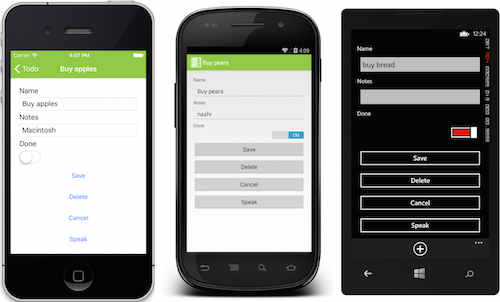 Carrier
4:07 PM
Todo
Buy apples
Name
Buy apples
Notes
Macintosh
Done
Save
Delete
Cancel
Speak
4:09
Buy pears
Name
Buy pears
Notes
nashi
Done
ON
Save
Delete
Cancel
Speak
12:24
Name
buy bread
Notes
Done
Save
Delete
Cancel
Speak